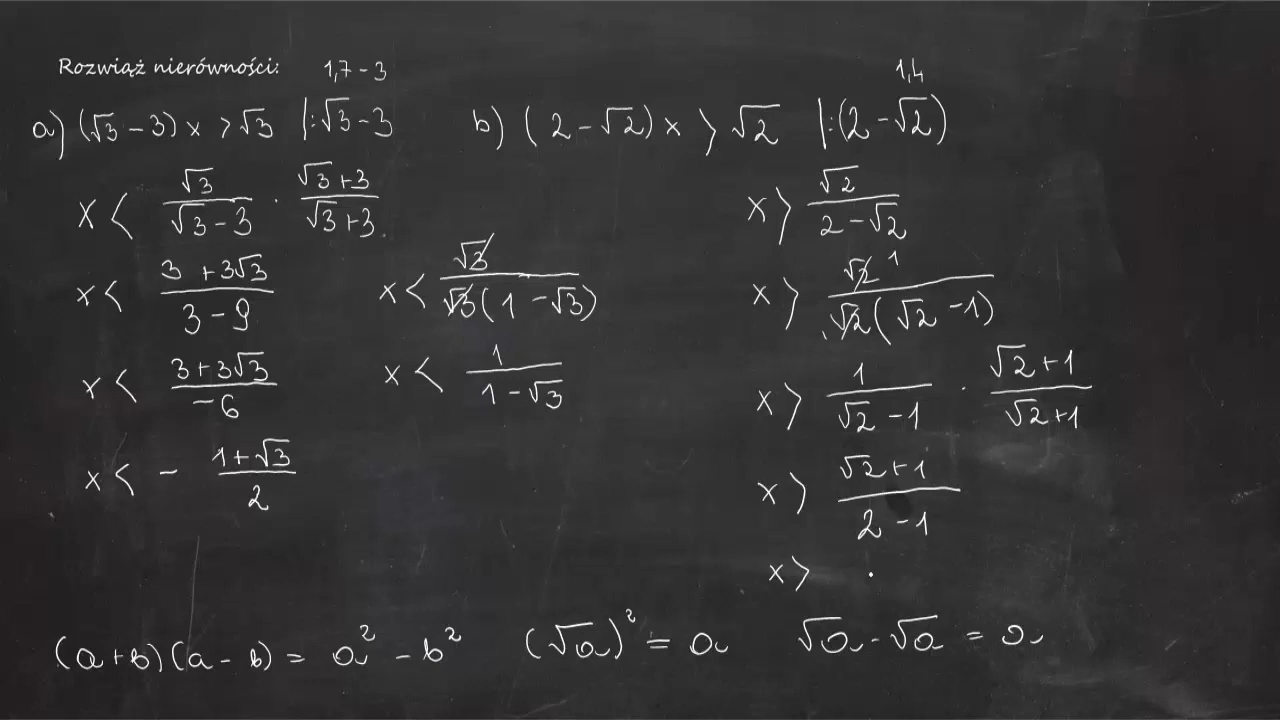 Rozwiąż nierówności: 1,7 - 3
1,4
a) (√3 - 3) x > √3 |:√3 - 3
x < √3/(√3 - 3) · (√3 + 3)/(√3 + 3)
x < (3 + 3√3)/(3 - 9)
x < (3 + 3√3)/(-6)
x < - (1 + √3)/2
x < √3/(√3(1 - √3))
x < 1/(1 - √3)
b) (2 - √2) x > √2 |:(2 - √2)
x > √2/(2 - √2)
x > √2 1/(√2(√2 - 1))
x > 1/(√2 - 1) · (√2 + 1)/(√2 + 1)
x > (√2 + 1)/(2 - 1)
x >
(a + b)(a - b) = a² - b² (√a)² = a √a · √a = a